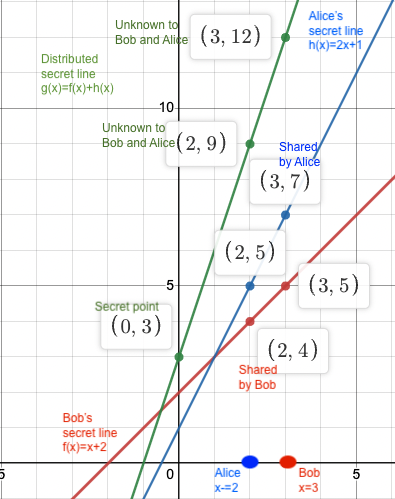 Unknown to
Bob and Alice
(3, 12)
Alice's
secret line
h(x)=2x+1
Distributed
secret line
g(x)=f(x)+h(x)
10
Unknown to
Bob and Alice
(2, 9)
Shared
by Alice
(3, 7)
(2, 5)
5
(3, 5)
Secret point
(0, 3)
(2, 4)
Shared
by Bob
Bob's
secret line
f(x)=x+2
5
0
5
Alice
x-=2
Bob
x=3